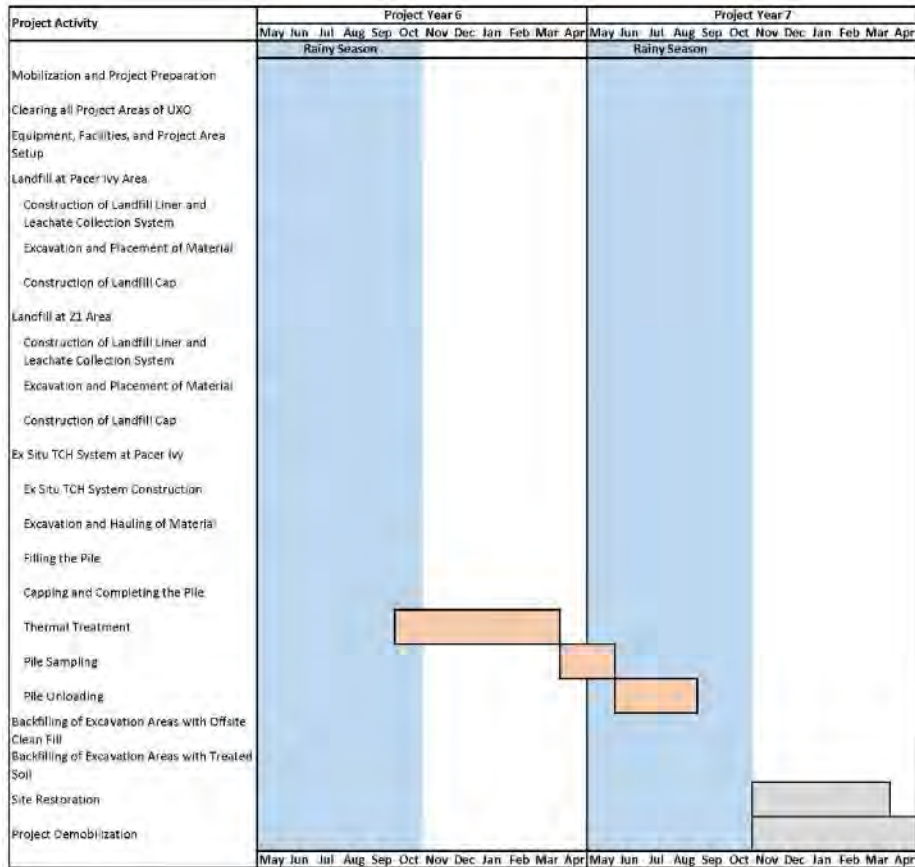 Project Activity
Project Year 6
Project Year 7
May Jun Jul Aug Sep Oct Nov Dec Jan Feb Mar Apr May Jun Jul Aug Sep Oct Nov Dec Jan Feb Mar Apr
Rainy Season
Rainy Season
Mobilization and Project Preparation
Clearing all Project Areas of UXO
Equipment, Facilities, and Project Area
Setup
Landfill at Pacer Ivy Area
Construction of Landfill Liner and
Leachate Collection System
Excavation and Placement of Material
Construction of Landfill Cap
Landfill at Z1 Area
Construction of Landfill Liner and
Leachate Collection System
Excavation and Placement of Material
Construction of Landfill Cap
Ex Situ TCH System at Pacer Ivy
Ex Situ TCH System Construction
Excavation and Hauling of Material
Filling the Pile
Capping and Completing the Pile
Thermal Treatment
Pile Sampling
Pile Unloading
Backfilling of Excavation Areas with Offsite
Clean Fill
Backfilling of Excavation Areas with Treated
Soil
Site Restoration
Project Demobilization
May Jun Jul Aug Sep Oct Nov Dec Jan Feb Mar Apr May Jun Jul Aug Sep Oct Nov Dec Jan Feb Mar Apr